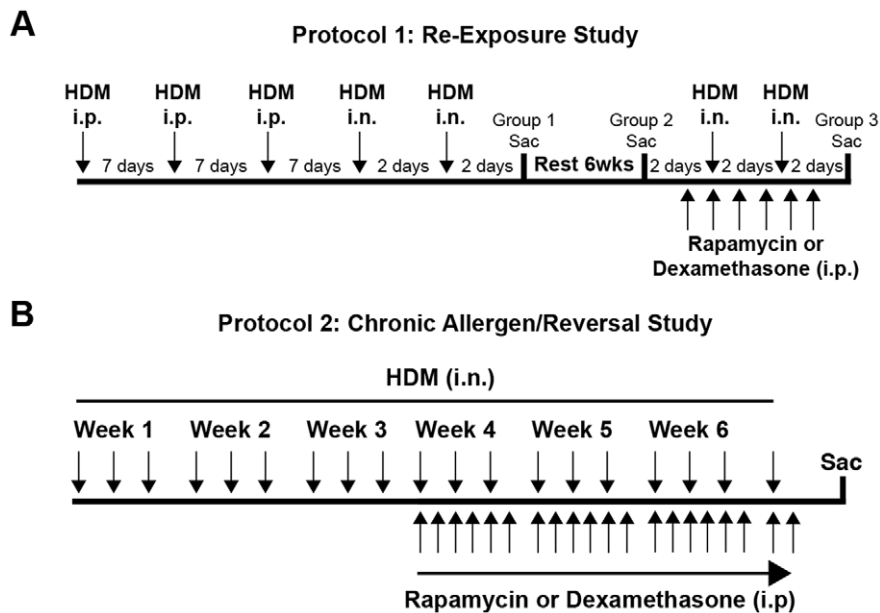 A
Protocol 1: Re-Exposure Study
HDM HDM HDM HDM HDM HDM HDM
i.p. i.p. i.p. i.n. i.n. i.n. i.n.
Group 1 Group 2 Group 3
Sac Sac Sac
7 days 7 days 7 days 2 days 2 days Rest 6wks 2 days 2 days 2 days
Rapamycin or
Dexamethasone (i.p.)
B
Protocol 2: Chronic Allergen/Reversal Study
HDM (i.n.)
Week 1 Week 2 Week 3 Week 4 Week 5 Week 6
Sac
Rapamycin or Dexamethasone (i.p)